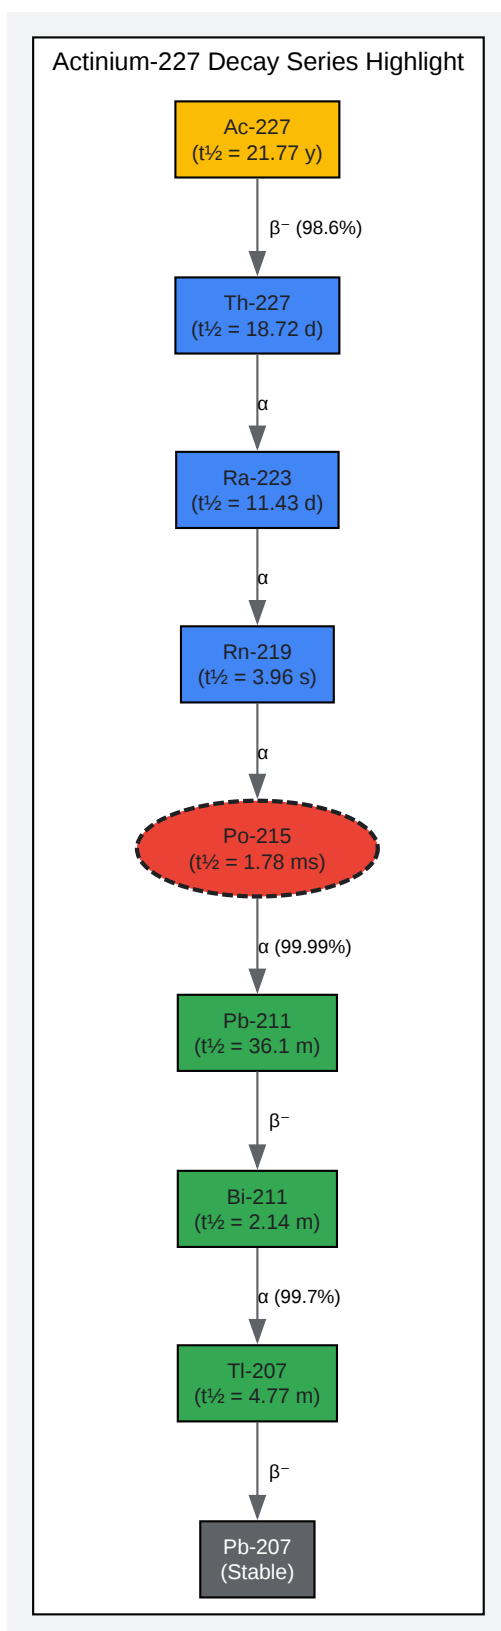 Actinium-227 Decay Series Highlight
Ac-227
(t½ = 21.77 y)
β⁻ (98.6%)
Th-227
(t½ = 18.72 d)
α
Ra-223
(t½ = 11.43 d)
α
Rn-219
(t½ = 3.96 s)
α
Po-215
(t½ = 1.78 ms)
α (99.99%)
Pb-211
(t½ = 36.1 m)
β⁻
Bi-211
(t½ = 2.14 m)
α (99.7%)
Tl-207
(t½ = 4.77 m)
β⁻
Pb-207
(Stable)